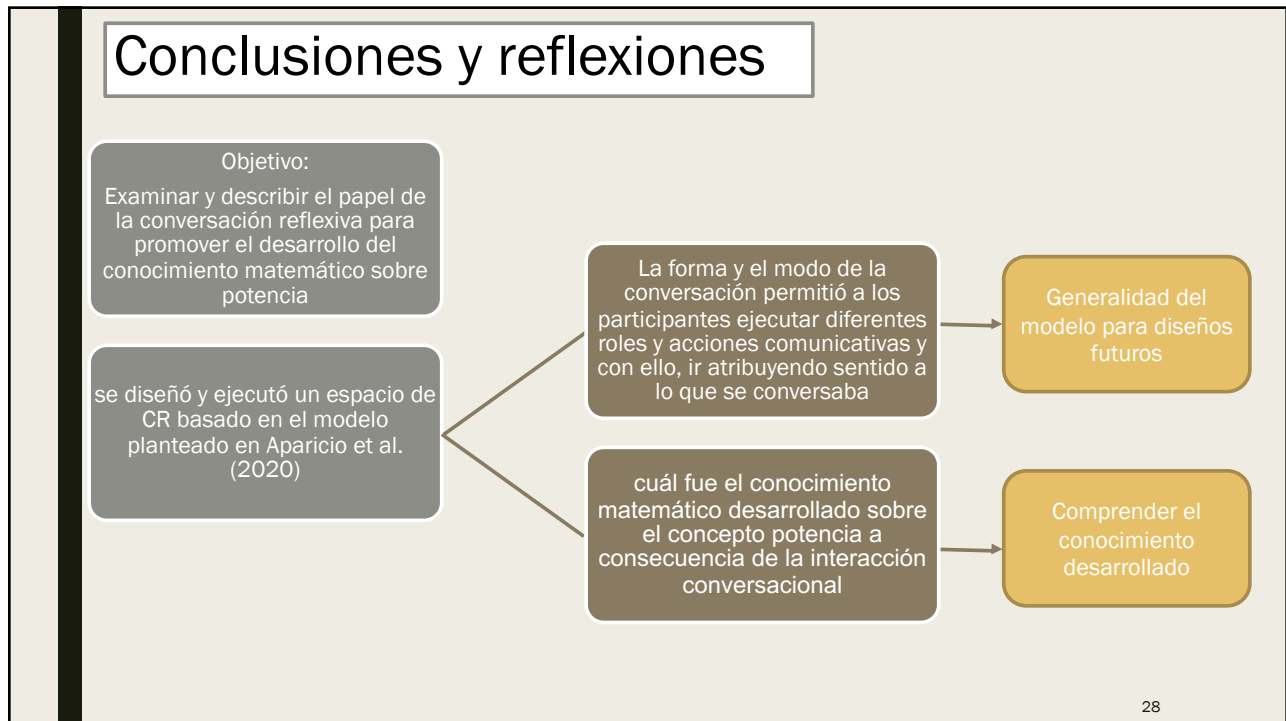 Conclusiones y reflexiones
Objetivo:
Examinar y describir el papel de
la conversación reflexiva para
promover el desarrollo del
conocimiento matemático sobre
potencia
se diseñó y ejecutó un espacio de
CR basado en el modelo
planteado en Aparicio et al.
(2020)
La forma y el modo de la
conversación permitió a los
participantes ejecutar diferentes
roles y acciones comunicativas y
con ello, ir atribuyendo sentido a
lo que se conversaba
cuál fue el conocimiento
matemático desarrollado sobre
el concepto potencia a
consecuencia de la interacción
conversacional
Generalidad del
modelo para diseños
futuros
Comprender el
conocimiento
desarrollado
28